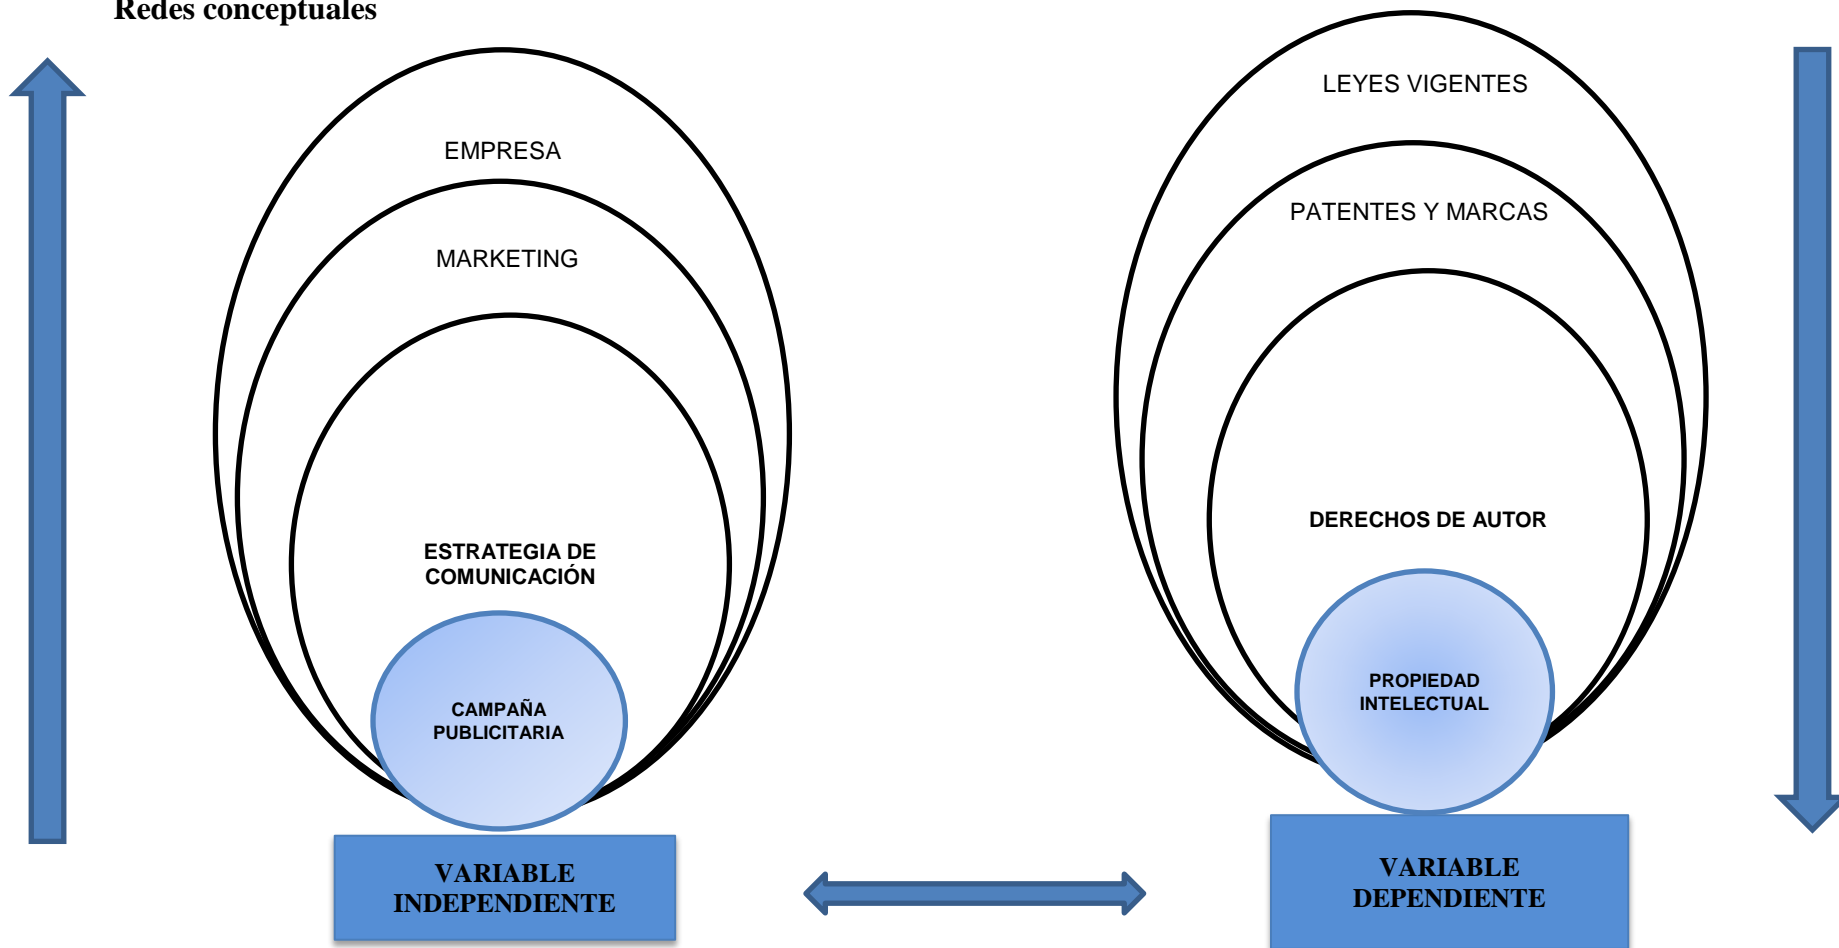 Redes conceptuales
EMPRESA
MARKETING
ESTRATEGIA DE
COMUNICACIÓN
CAMPAÑA
PUBLICITARIA
VARIABLE
INDEPENDIENTE
LEYES VIGENTES
PATENTES Y MARCAS
DERECHOS DE AUTOR
PROPIEDAD
INTELECTUAL
VARIABLE
DEPENDIENTE